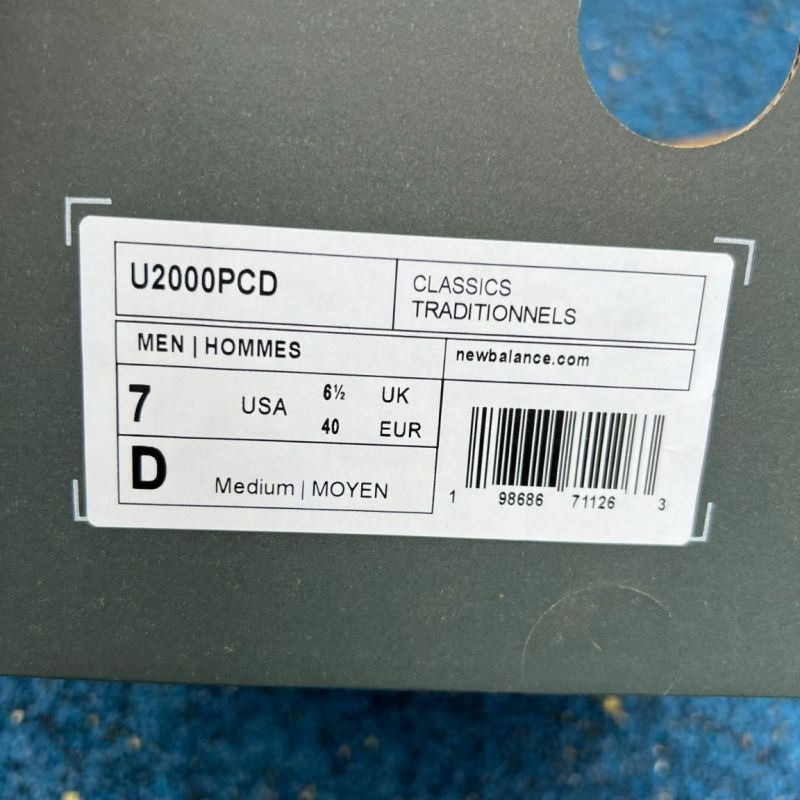 U2000PCD
CLASSICS
TRADITIONNELS
MEN | HOMMES
newbalance.com
7 USA 6½ UK
40 EUR
D Medium | MOYEN
1 98686 71126 3